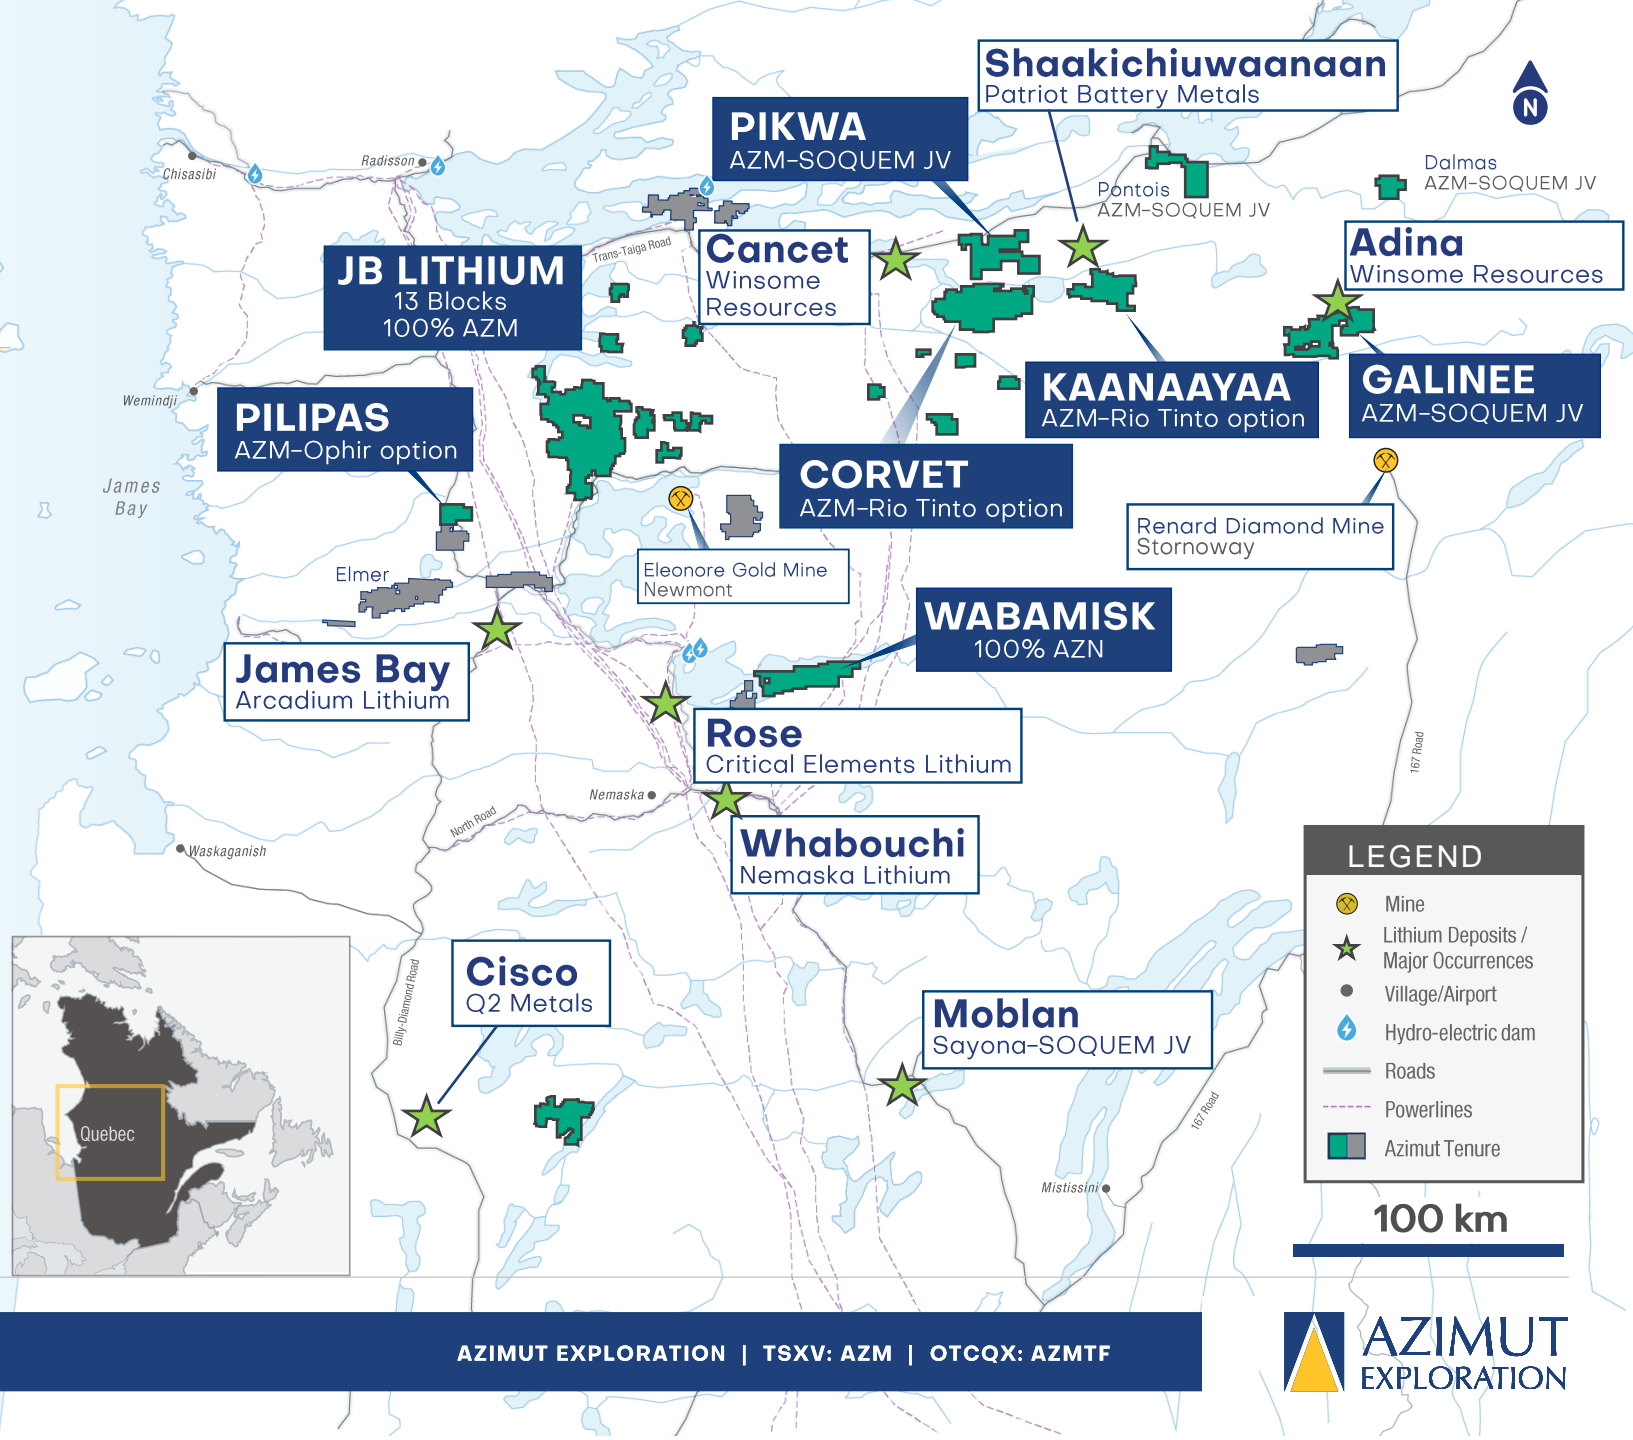 Shaakichiuwaanaan
Patriot Battery Metals
N
PIKWA
AZM–SOQUEM JV
Chisasibi
Radisson
Pontois
AZM-SOQUEM JV
Dalmas
AZM-SOQUEM JV
Trans-Taiga Road
Cancet
Winsome
Resources
Adina
Winsome Resources
JB LITHIUM
13 Blocks
100% AZM
KAANAAYAA
AZM–Rio Tinto option
GALINEE
AZM–SOQUEM JV
Wemindji
PILIPAS
AZM–Ophir option
CORVET
AZM–Rio Tinto option
James
Bay
Renard Diamond Mine
Stornoway
Eleonore Gold Mine
Newmont
Elmer
WABAMISK
100% AZN
James Bay
Arcadium Lithium
Rose
Critical Elements Lithium
167 Road
Nemaska
North Road
Whabouchi
Nemaska Lithium
Waskaganish
LEGEND
Mine
Lithium Deposits /
Major Occurrences
Village/Airport
Hydro-electric dam
Roads
Powerlines
Azimut Tenure
100 km
Billy-Diamond Road
Cisco
Q2 Metals
Moblan
Sayona–SOQUEM JV
167 Road
Quebec
Mistissini
AZIMUT EXPLORATION | TSXV: AZM | OTCQX: AZMTF
AZIMUT
EXPLORATION